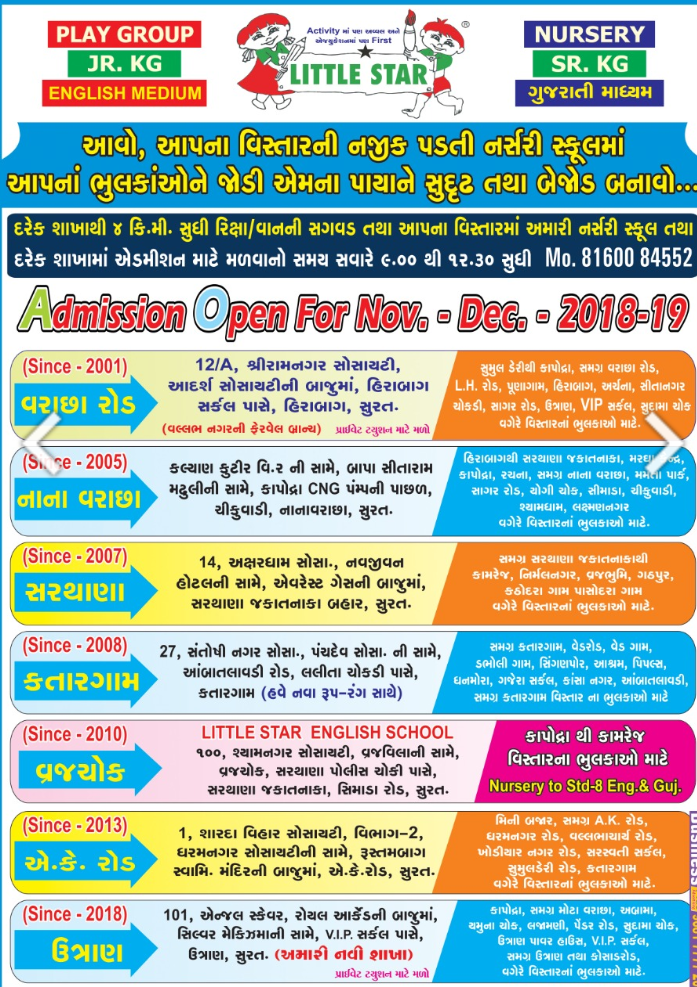 PLAY GROUP
JR. KG
ENGLISH MEDIUM
Activity માં પણ અવ્વલ અને
એજ્યુકેશનમાં પણ First
LITTLE STAR
®
NURSERY
SR. KG
ગુજરાતી માધ્યમ
આવો, આપના વિસ્તારની નજીક પડતી નર્સરી સ્કૂલમાં
આપનાં ભુલકાંઓને જોડી એમના પાયાને સુદૃઢ તથા બેજોડ બનાવો...
દરેક શાખાથી ૪ કિ.મી. સુધી રિક્ષા/વાનની સગવડ તથા આપના વિસ્તારમાં અમારી નર્સરી સ્કૂલ તથા
દરેક શાખામાં એડમીશન માટે મળવાનો સમય સવારે ૯.૦૦ થી ૧૨.૩૦ સુધી Mo. 81600 84552
Admission Open For Nov. - Dec. - 2018-19
(Since - 2001)
વરાછા રોડ
12/A, શ્રીરામનગર સોસાયટી,
આદર્શ સોસાયટીની બાજુમાં, હિરાબાગ
સર્કલ પાસે, હિરાબાગ, સુરત.
(વલ્લભ નગરની ફેરવેલ બ્રાન્ચ) પ્રાઈવેટ ટયુશન માટે મળો
સુમુલ ડેરીથી કાપોદ્રા, સમગ્ર વરાછા રોડ,
L.H. રોડ, પૂણાગામ, હિરાબાગ, અર્ચના, સીતાનગર
ચોકડી, સાગર રોડ, ઉત્રાણ, VIP સર્કલ, સુદામા ચોક
વગેરે વિસ્તારનાં ભુલકાઓ માટે.
(Since - 2005)
નાના વરાછા
કલ્યાણ કુટીર વિ.ર ની સામે, બાપા સીતારામ
મઢુલીની સામે, કાપોદ્રા CNG પંમ્પની પાછળ,
ચીકુવાડી, નાનાવરાછા, સુરત.
હિરાબાગથી સરથાણા જકાતનાકા,
કાપોદ્રા, રચના, સમગ્ર નાના વરાછા, મમતા પાર્ક,
સાગર રોડ, યોગી ચોક, સીમાડા, ચીકુવાડી,
શ્યામધામ, લક્ષ્મણનગર
વગેરે વિસ્તારનાં ભુલકાઓ માટે.
(Since - 2007)
સરથાણા
14, અક્ષરધામ સોસા., નવજીવન
હોટલની સામે, એવરેસ્ટ ગેસની બાજુમાં,
સરથાણા જકાતનાકા બહાર, સુરત.
સમગ્ર સરથાણા જકાતનાકાથી
કામરેજ, નિર્મલનગર, વ્રજભુમિ, ગઢપુર,
કઠોદરા ગામ પાસોદરા ગામ
વગેરે વિસ્તારનાં ભુલકાઓ માટે.
(Since - 2008)
કતારગામ
27, સંતોષી નગર સોસા., પંચદેવ સોસા. ની સામે,
આંબાતલાવડી રોડ, લલીતા ચોકડી પાસે,
કતારગામ (હવે નવા રૂપ-રંગ સાથે)
સમગ્ર કતારગામ, વેડરોડ, વેડ ગામ,
ડભોલી ગામ, સિંગણપોર, આશ્રમ, પિપલ્સ,
ધનમોરા, ગજેરા સર્કલ, કાંસા નગર, આંબાતલાવડી,
સમગ્ર કતારગામ વિસ્તાર ના ભુલકાઓ માટે
(Since - 2010)
વ્રજચોક
LITTLE STAR ENGLISH SCHOOL
૧૦૦, શ્યામનગર સોસાયટી, વ્રજવિલાની સામે,
વ્રજચોક, સરથાણા પોલીસ ચોકી પાસે,
સરથાણા જકાતનાકા, સિમાડા રોડ, સુરત.
કાપોદ્રા થી કામરેજ
વિસ્તારના ભુલકાઓ માટે
Nursery to Std-8 Eng.& Guj.
(Since - 2013)
એ.કે. રોડ
1, શારદા વિહાર સોસાયટી, વિભાગ-2,
ધરમનગર સોસાયટીની સામે, રૂસ્તમબાગ
સ્વામિ. મંદિરની બાજુમાં, એ.કે.રોડ, સુરત.
મિની બજાર, સમગ્ર A.K. રોડ,
ધરમનગર રોડ, વલ્લભાચાર્ય રોડ,
ખોડીયાર નગર રોડ, સરસ્વતી સર્કલ,
સુમુલડેરી રોડ, કતારગામ
વગેરે વિસ્તારનાં ભુલકાઓ માટે.
(Since - 2018)
ઉત્રાણ
101, એન્જલ સ્કેવર, રોયલ આર્કેડની બાજુમાં,
સિલ્વર મેક્ઝિમાની સામે, V.I.P. સર્કલ પાસે,
ઉત્રાણ, સુરત. (અમારી નવી શાખા)
પ્રાઈવેટ ટયુશન માટે મળો
કાપોદ્રા, સમગ્ર મોટા વરાછા, અબ્રામા,
યમુના ચોક, લજામણી, પેંડર રોડ, સુદામા ચોક,
ઉત્રાણ પાવર હાઉસ, V.I.P. સર્કલ,
સમગ્ર ઉત્રાણ તથા કોસાડરોડ,
વગેરે વિસ્તારનાં ભુલકાઓ માટે.